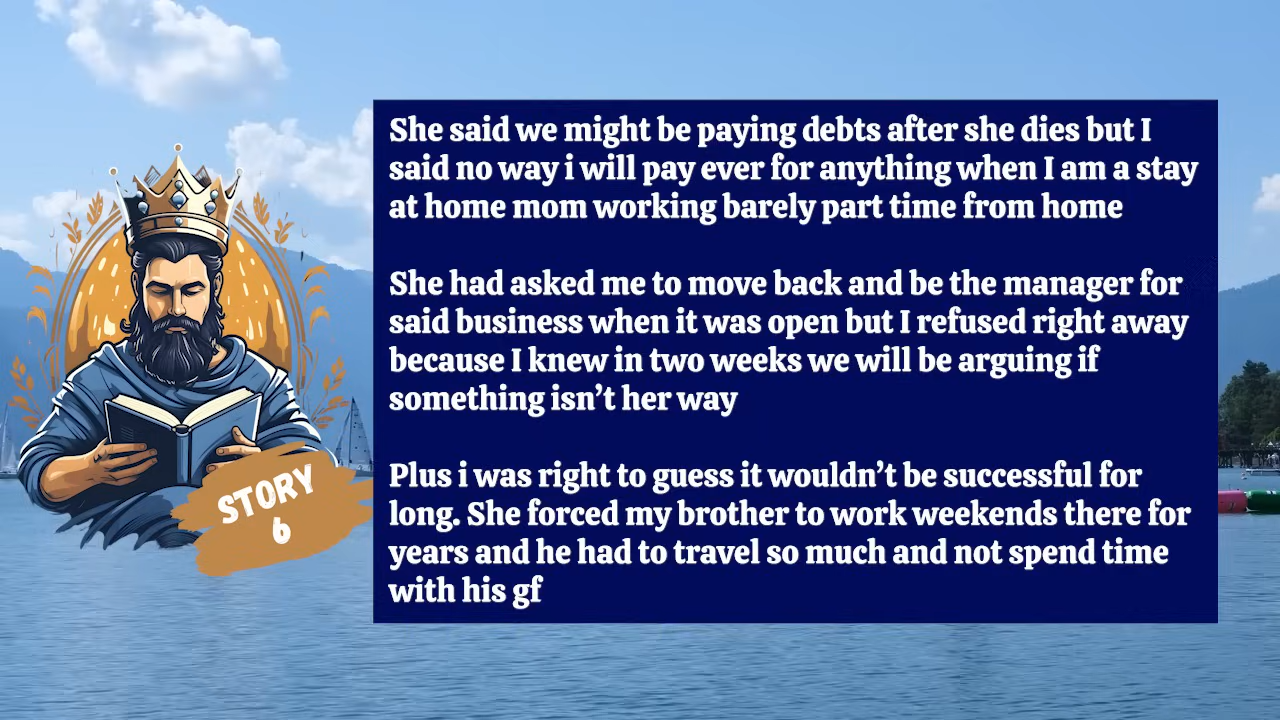 She said we might be paying debts after she dies but I
said no way i will pay ever for anything when I am a stay
at home mom working barely part time from home
She had asked me to move back and be the manager for
said business when it was open but I refused right away
because I knew in two weeks we will be arguing if
something isn't her way
Plus i was right to guess it wouldn't be successful for
long. She forced my brother to work weekends there for
years and he had to travel so much and not spend time
with his gf
STORY
6